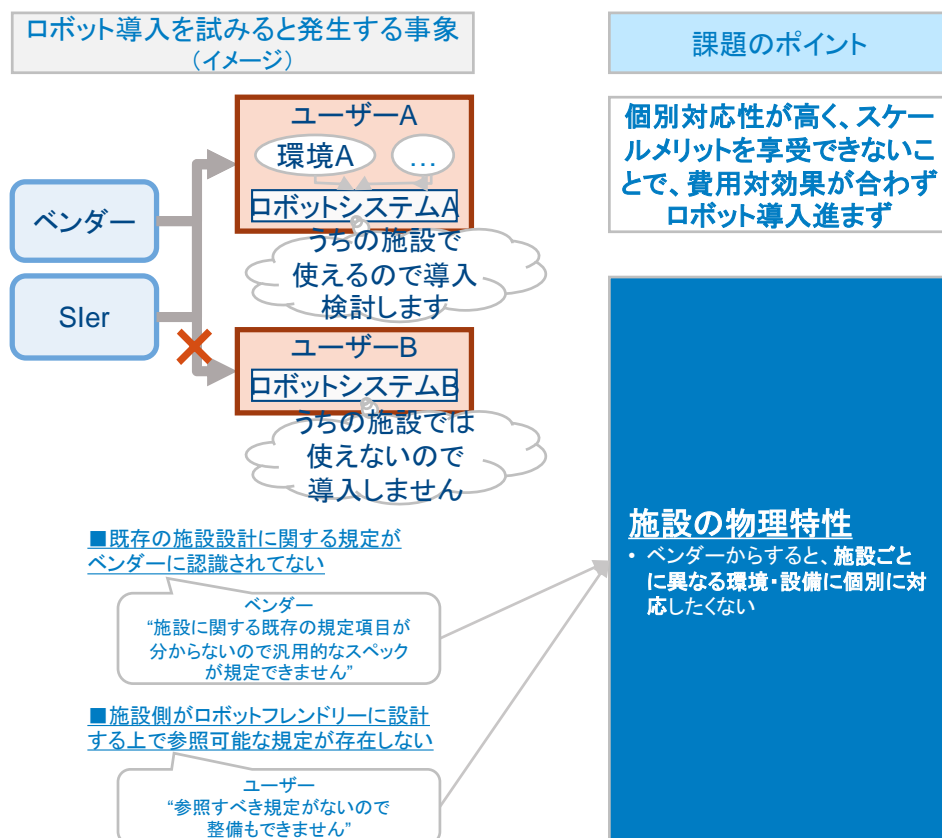 ロボット導入を試みると発生する事象
（イメージ）
課題のポイント
ユーザーA
環境A
…
ロボットシステムA
うちの施設で
使えるので導入
検討します
ベンダー
SIer
ユーザーB
ロボットシステムB
うちの施設では
使えないので
導入しません
個別対応性が高く、スケー
ルメリットを享受できないこ
とで、費用対効果が合わず
ロボット導入進まず
■既存の施設設計に関する規定が
ベンダーに認識されてない
ベンダー
“施設に関する既存の規定項目が
分からないので汎用的なスペック
が規定できません”
■施設側がロボットフレンドリーに設計
する上で参照可能な規定が存在しない
ユーザー
“参照すべき規定がないので
整備もできません”
施設の物理特性
• ベンダーからすると、施設ごと
に異なる環境・設備に個別に対
応したくない